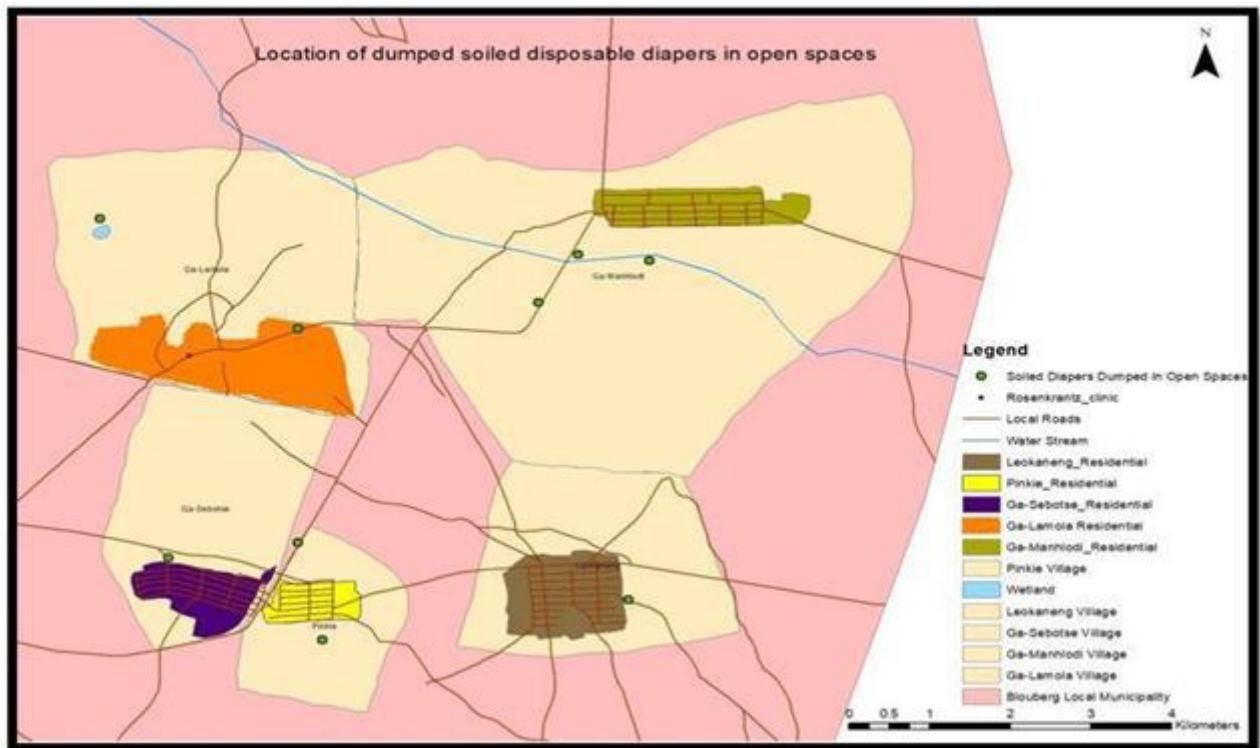 Location of dumped soiled disposable diapers in open spaces
N
Ga-Lamola
Ga-Manhlodi
Ga-Sebotse
Pinkie
Legend
Soiled Diapers Dumped In Open Spaces
Rosenkrantz_clinic
Local Roads
Water Stream
Leokaneng_Residential
Pinkie_Residential
Ga-Sebotse_Residential
Ga-Lamola Residential
Ga-Manhlodi_Residential
Pinkie Village
Wetland
Leokaneng Village
Ga-Sebotse Village
Ga-Manhlodi Village
Ga-Lamola Village
Blouberg Local Municipality
0 0.5 1 2 3 4
Kilometers